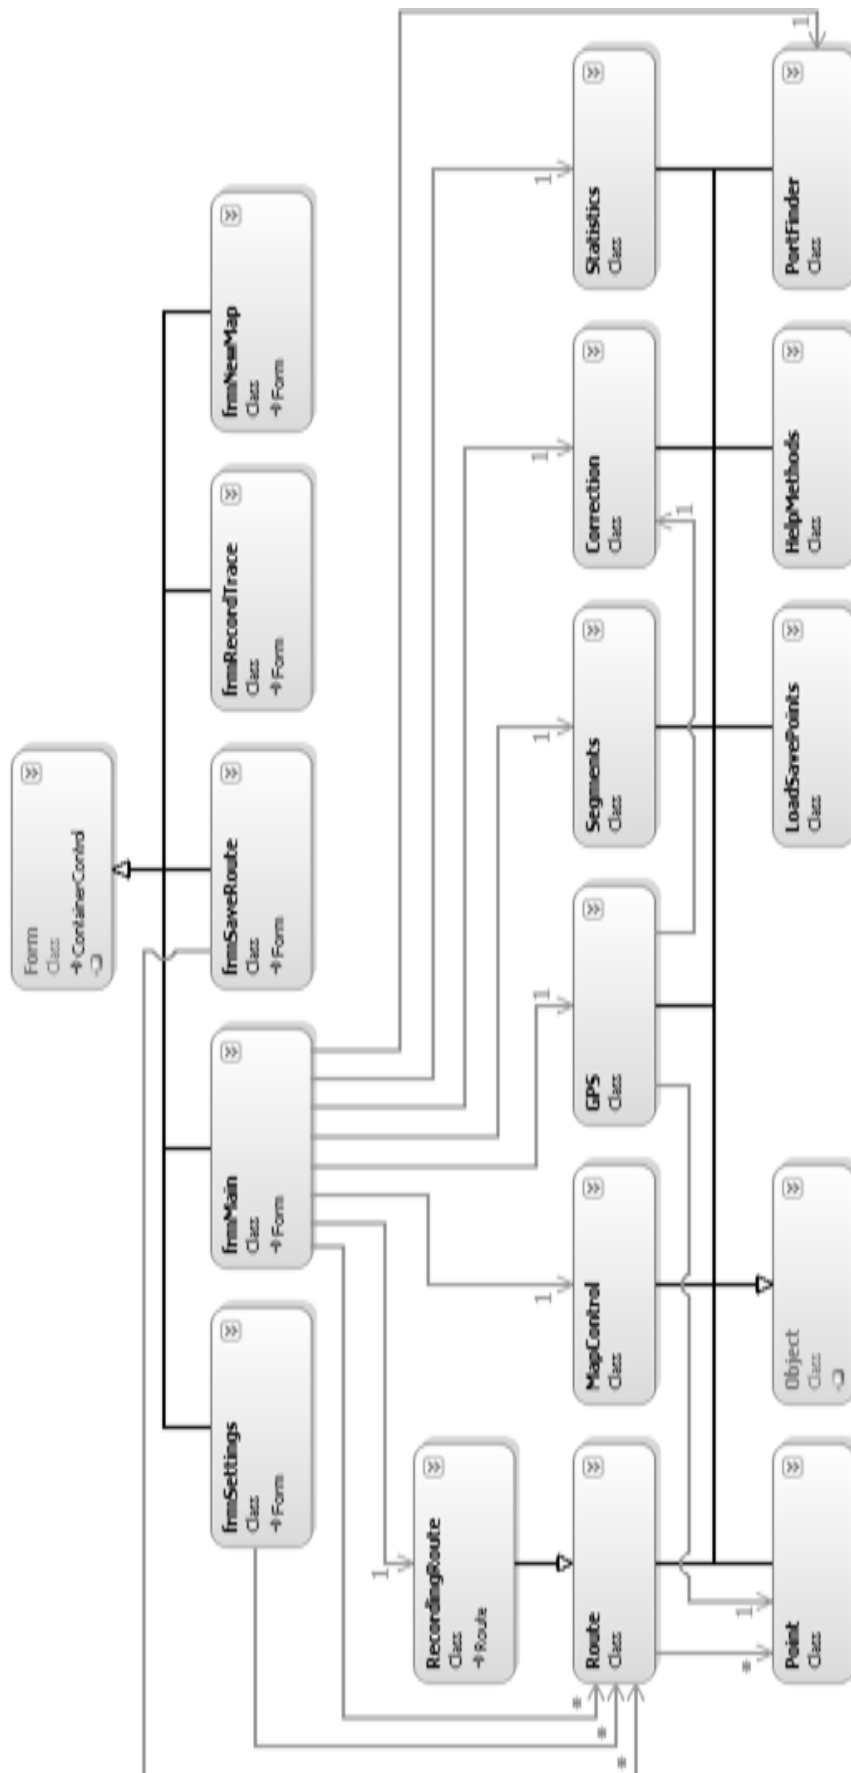 Form
Class
ContainerControl
frmSettings
Class
Form
frmMain
Class
Form
frmSaveRoute
Class
Form
frmRecordTrace
Class
Form
frmNewMap
Class
Form
RecordingRoute
Class
Route
1
Route
Class
*
*
*
MapControl
Class
1
GPS
Class
1
Segments
Class
1
Correction
Class
1
1
Statistics
Class
1
Point
Class
*
1
Object
Class
LoadSavePoints
Class
HelpMethods
Class
PortFinder
Class
1